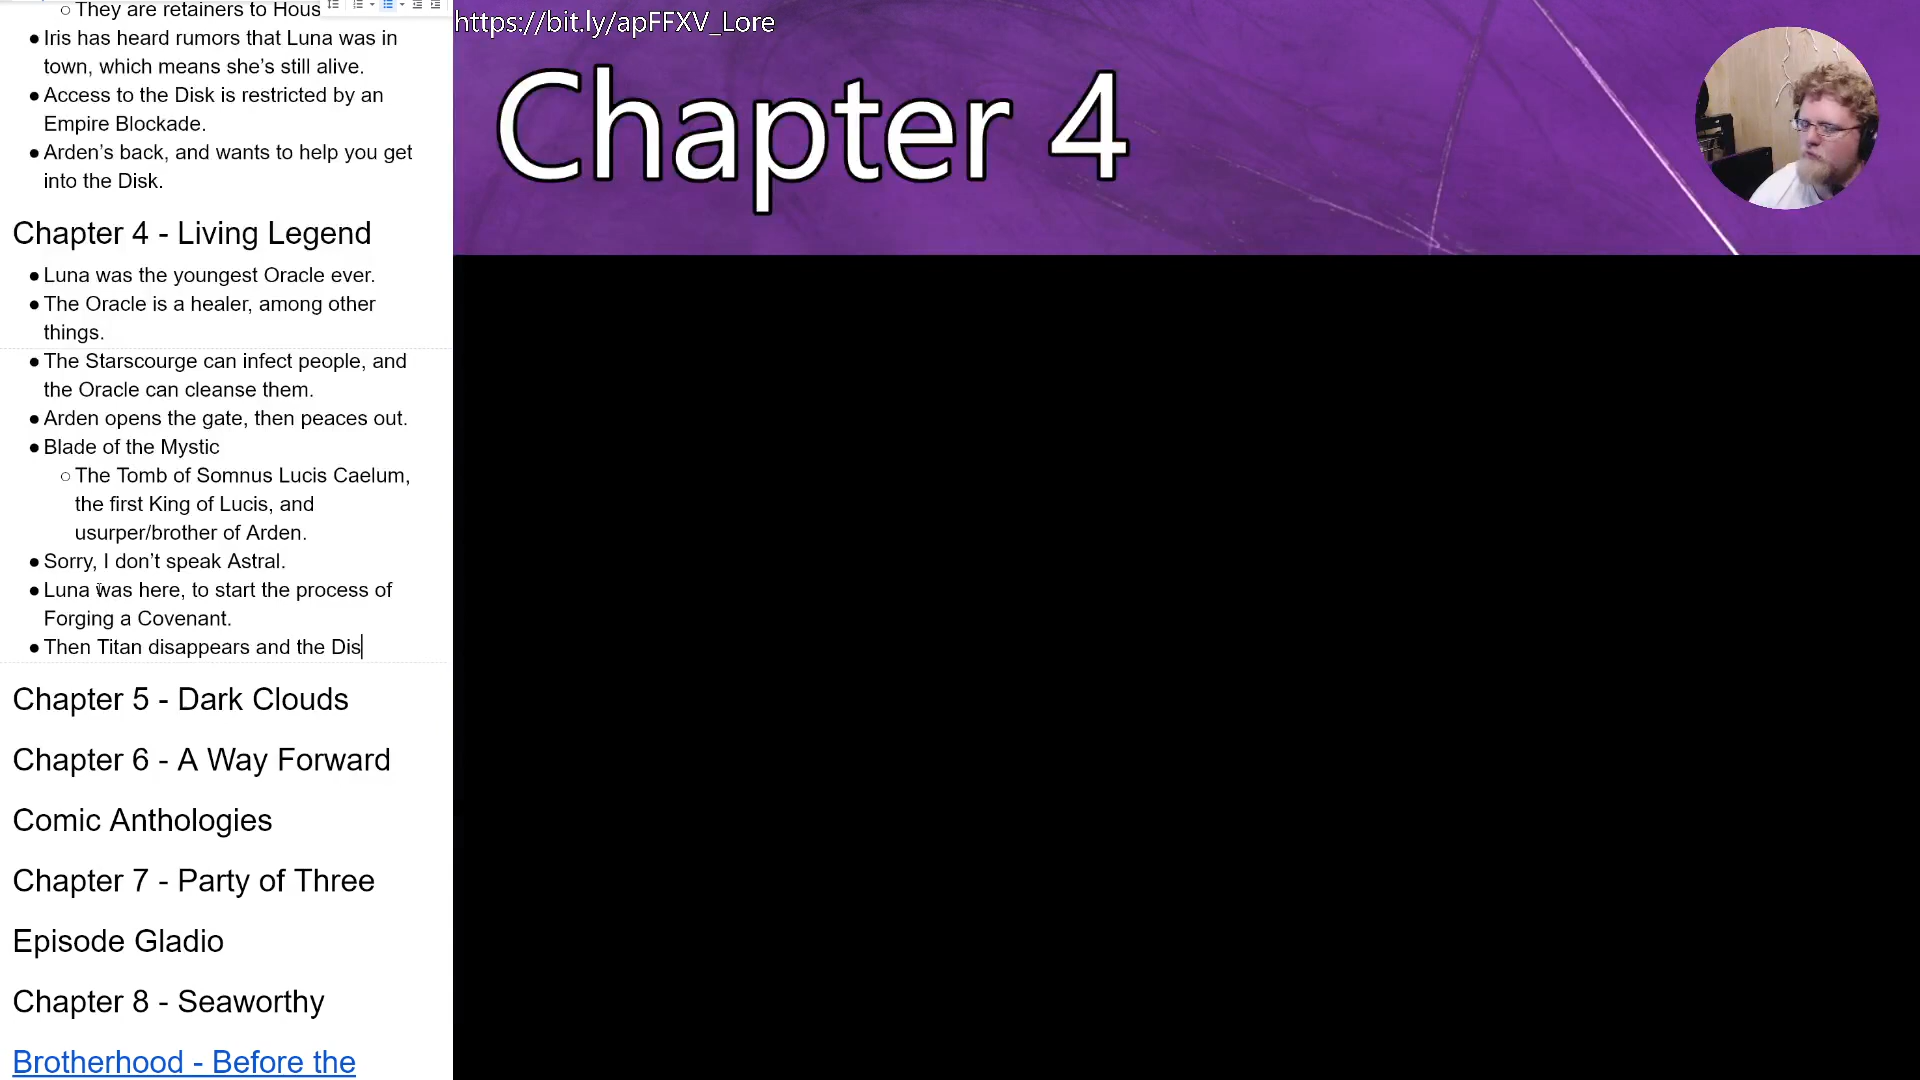 They are retainers to Hous
Iris has heard rumors that Luna was in
town, which means she's still alive.
Access to the Disk is restricted by an
Empire Blockade.
Arden's back, and wants to help you get
into the Disk.
Chapter 4 - Living Legend
Luna was the youngest Oracle ever.
The Oracle is a healer, among other
things.
The Starscourge can infect people, and
the Oracle can cleanse them.
Arden opens the gate, then peaces out.
Blade of the Mystic
The Tomb of Somnus Lucis Caelum,
the first King of Lucis, and
usurper/brother of Arden.
Sorry, I don't speak Astral.
Luna was here, to start the process of
Forging a Covenant.
Then Titan disappears and the Dis
Chapter 5 - Dark Clouds
Chapter 6 - A Way Forward
Comic Anthologies
Chapter 7 - Party of Three
Episode Gladio
Chapter 8 - Seaworthy
Brotherhood - Before the
https://bit.ly/apFFXV_Lore
Chapter 4